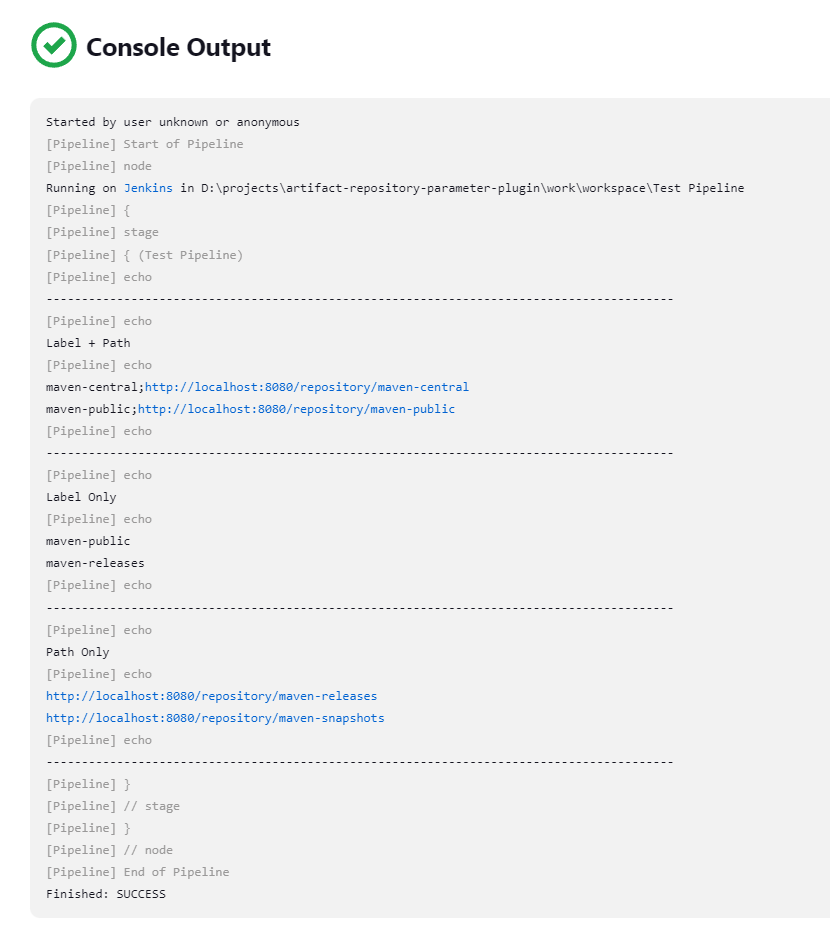 Console Output
Started by user unknown or anonymous
[Pipeline] Start of Pipeline
[Pipeline] node
Running on Jenkins in D:\projects\artifact-repository-parameter-plugin\work\workspace\Test Pipeline
[Pipeline] {
[Pipeline] stage
[Pipeline] { (Test Pipeline)
[Pipeline] echo
-----------------------------------------------------------------------------------------
[Pipeline] echo
Label + Path
[Pipeline] echo
maven-central;http://localhost:8080/repository/maven-central
maven-public;http://localhost:8080/repository/maven-public
[Pipeline] echo
-----------------------------------------------------------------------------------------
[Pipeline] echo
Label Only
[Pipeline] echo
maven-public
maven-releases
[Pipeline] echo
-----------------------------------------------------------------------------------------
[Pipeline] echo
Path Only
[Pipeline] echo
http://localhost:8080/repository/maven-releases
http://localhost:8080/repository/maven-snapshots
[Pipeline] echo
-----------------------------------------------------------------------------------------
[Pipeline] }
[Pipeline] // stage
[Pipeline] }
[Pipeline] // node
[Pipeline] End of Pipeline
Finished: SUCCESS